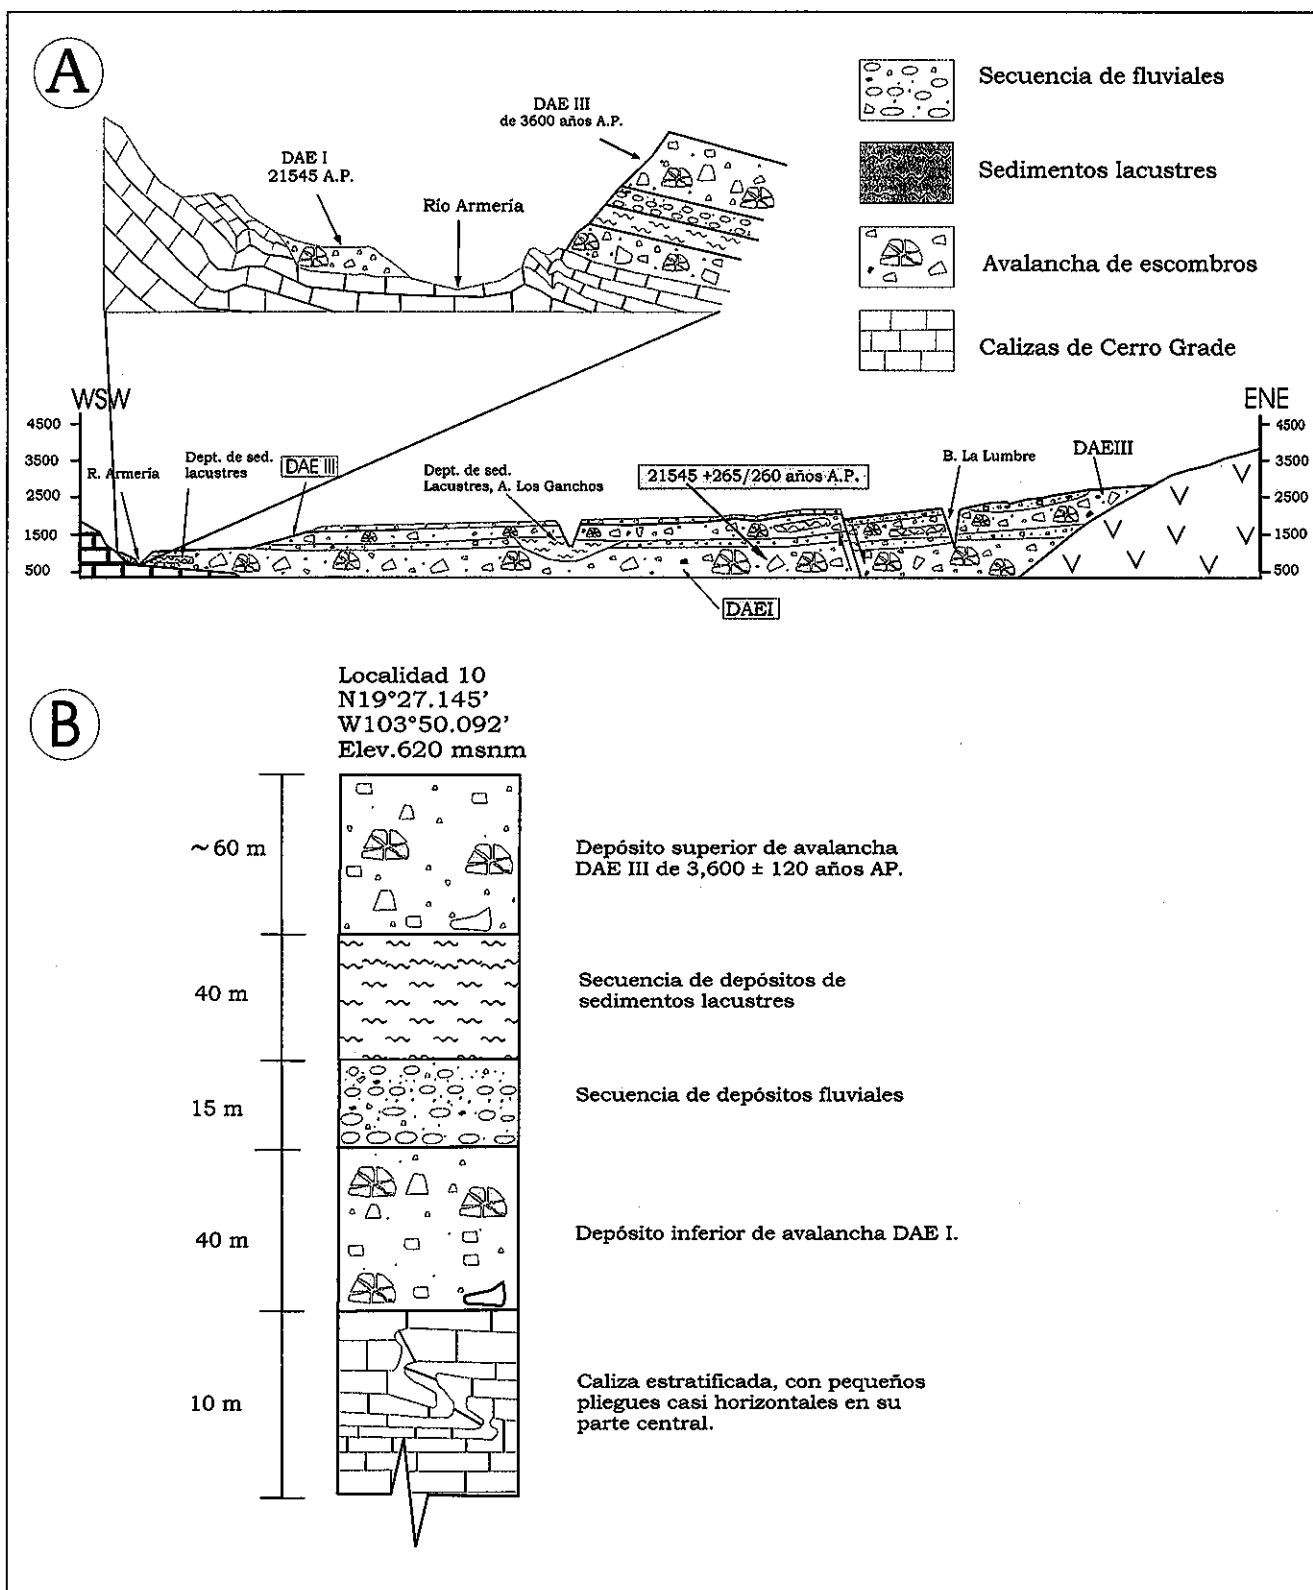 A
DAE III
de 3600 años A.P.
DAE I
21545 A.P.
Río Armería
Secuencia de fluviales
Sedimentos lacustres
Avalancha de escombros
Calizas de Cerro Grade
WSW
ENE
4500
3500
2500
1500
500
R. Armería
Dept. de sed.
lacustres
DAE III
Dept. de sed.
Lacustres, A. Los Ganchos
21545 +265/260 años A.P.
B. La Lumbre
DAEIII
4500
3500
2500
1500
500
DAEI
B
Localidad 10
N19°27.145'
W103°50.092'
Elev.620 msnm
~ 60 m
Depósito superior de avalancha
DAE III de 3,600 ± 120 años AP.
40 m
Secuencia de depósitos de
sedimentos lacustres
15 m
Secuencia de depósitos fluviales
40 m
Depósito inferior de avalancha DAE I.
10 m
Caliza estratificada, con pequeños
pliegues casi horizontales en su
parte central.